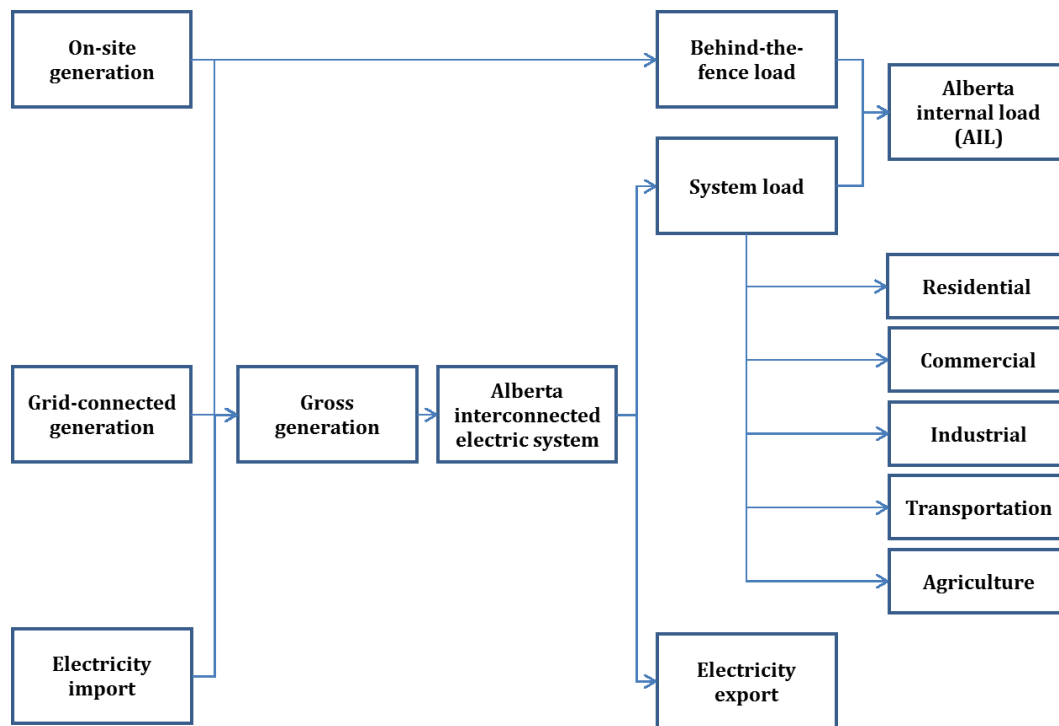 On-site
generation
Behind-the-
fence load
Alberta
internal load
(AIL)
System load
Residential
Commercial
Grid-connected
generation
Gross
generation
Alberta
interconnected
electric system
Industrial
Transportation
Agriculture
Electricity
import
Electricity
export